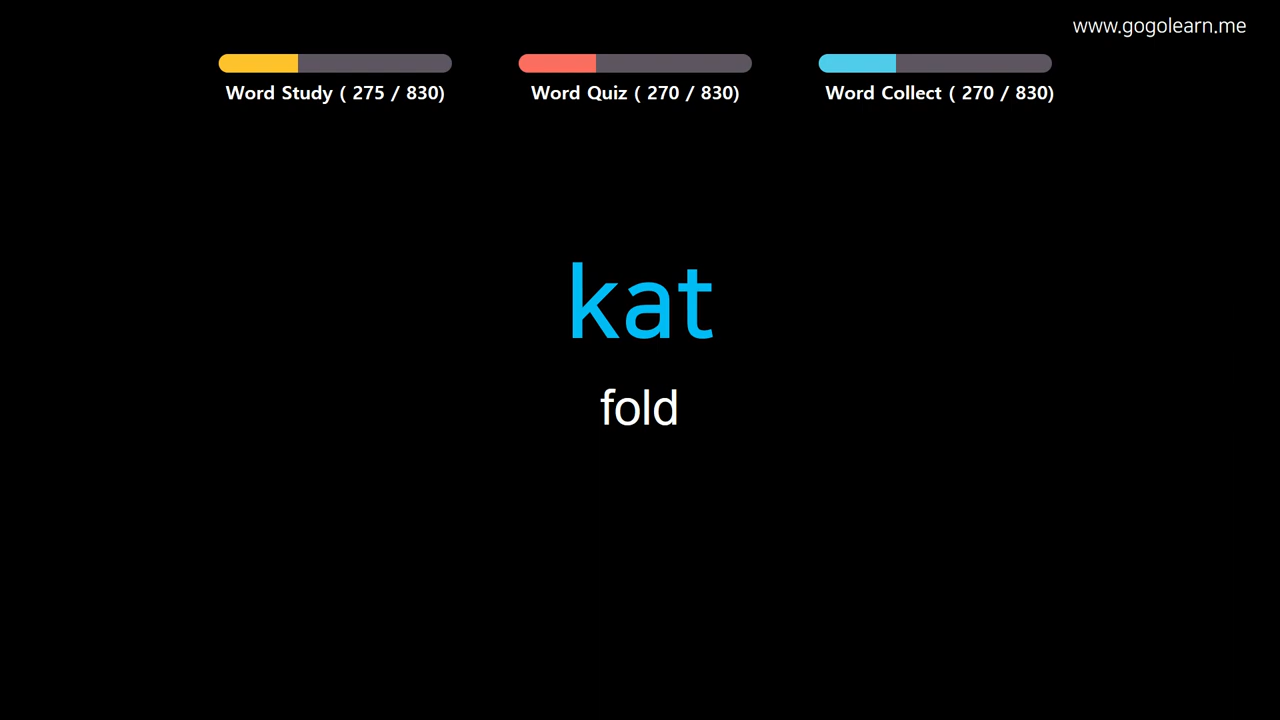 www.gogolearn.me
Word Study ( 275 / 830)
Word Quiz ( 270 / 830)
Word Collect ( 270 / 830)
kat
fold